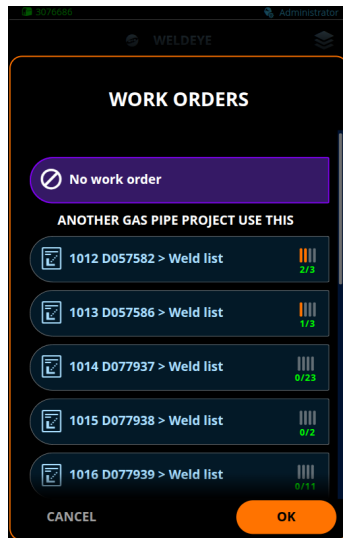 3076686
Administrator
WELDEYE
WORK ORDERS
No work order
ANOTHER GAS PIPE PROJECT USE THIS
1012 D057582 > Weld list
2/3
1013 D057586 > Weld list
1/3
1014 D077937 > Weld list
0/23
1015 D077938 > Weld list
0/2
1016 D077939 > Weld list
0/11
CANCEL
OK